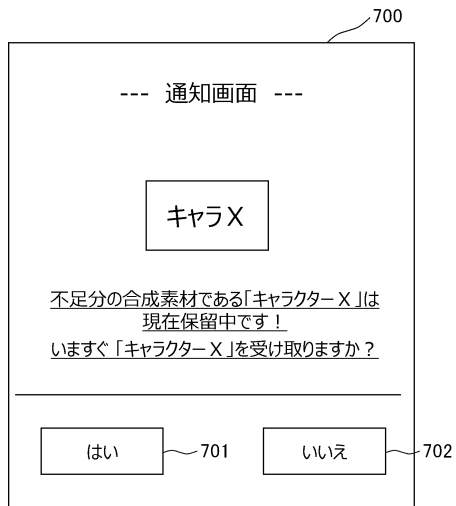 700
--- 通知画面 ---
キャラX
不足分の合成素材である「キャラクターX」は
現在保留中です！
いますぐ「キャラクターX」を受け取りますか？
はい 701 いいえ 702